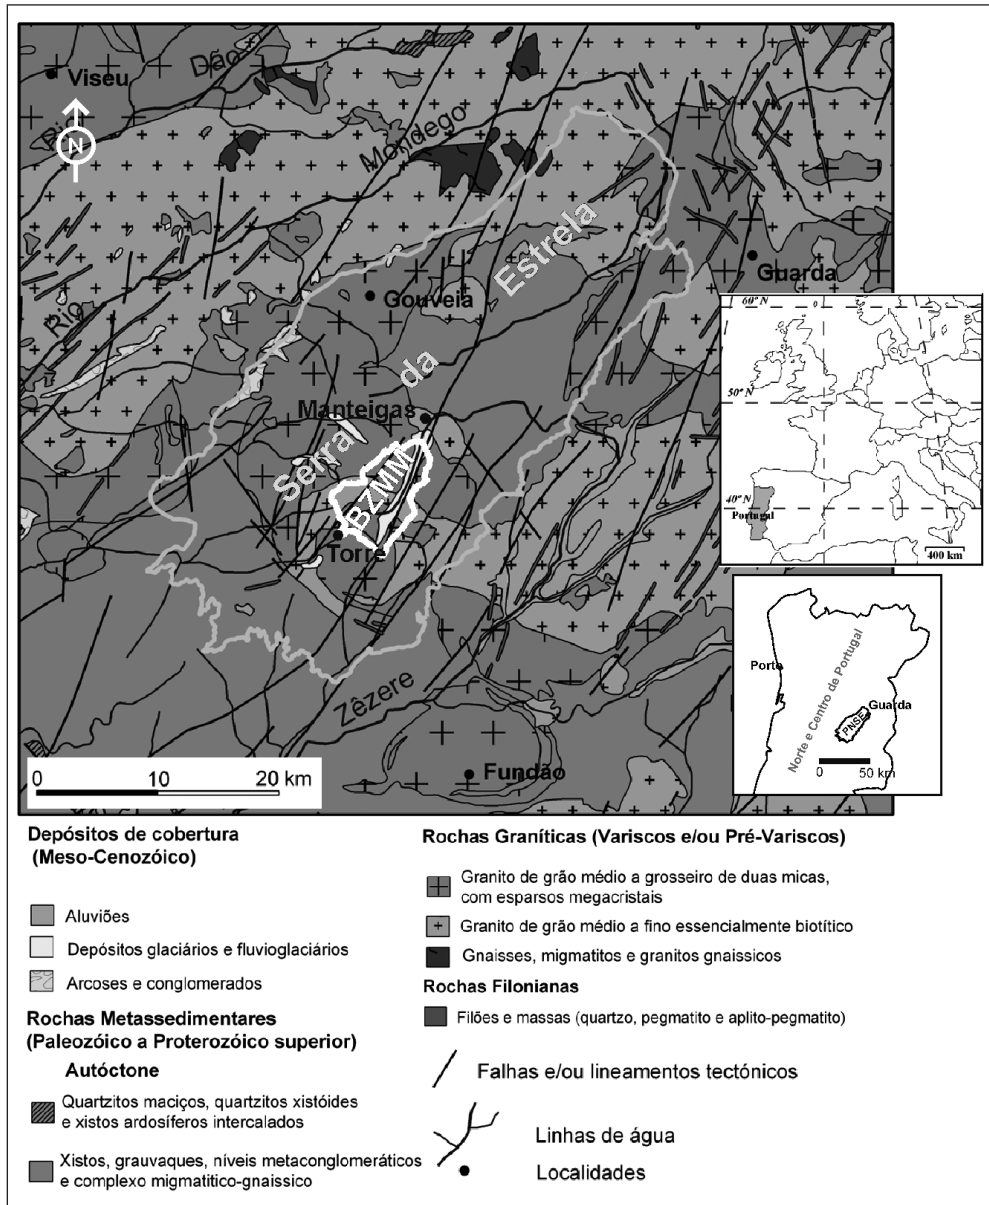 Viseu
Rio
Dão
N
Rio
Mondego
Serra da Estrela
Guarda
Gouveia
Manteigas
BZMM
Torre
Zêzere
Fundão
0 10 20 km
60° N
0
50° N
40° N
Portugal
400 km
Porto
Norte e Centro de Portugal
Guarda
PNSE
0 50 km
Depósitos de cobertura
(Meso-Cenozóico)
Aluviões
Depósitos glaciários e fluvioglaciários
Arcoses e conglomerados
Rochas Metassedimentares
(Paleozóico a Proterozóico superior)
Autóctone
Quartzitos maciços, quartzitos xistóides
e xistos ardosíferos intercalados
Xistos, grauvaques, níveis metaconglomeráticos
e complexo migmatitico-gnaissico
Rochas Graníticas (Variscos e/ou Pré-Variscos)
Granito de grão médio a grosseiro de duas micas,
com esparsos megacristais
Granito de grão médio a fino essencialmente biotítico
Gnaisses, migmatitos e granitos gnaissicos
Rochas Filonianas
Filões e massas (quartzo, pegmatito e aplito-pegmatito)
Falhas e/ou lineamentos tectónicos
Linhas de água
Localidades